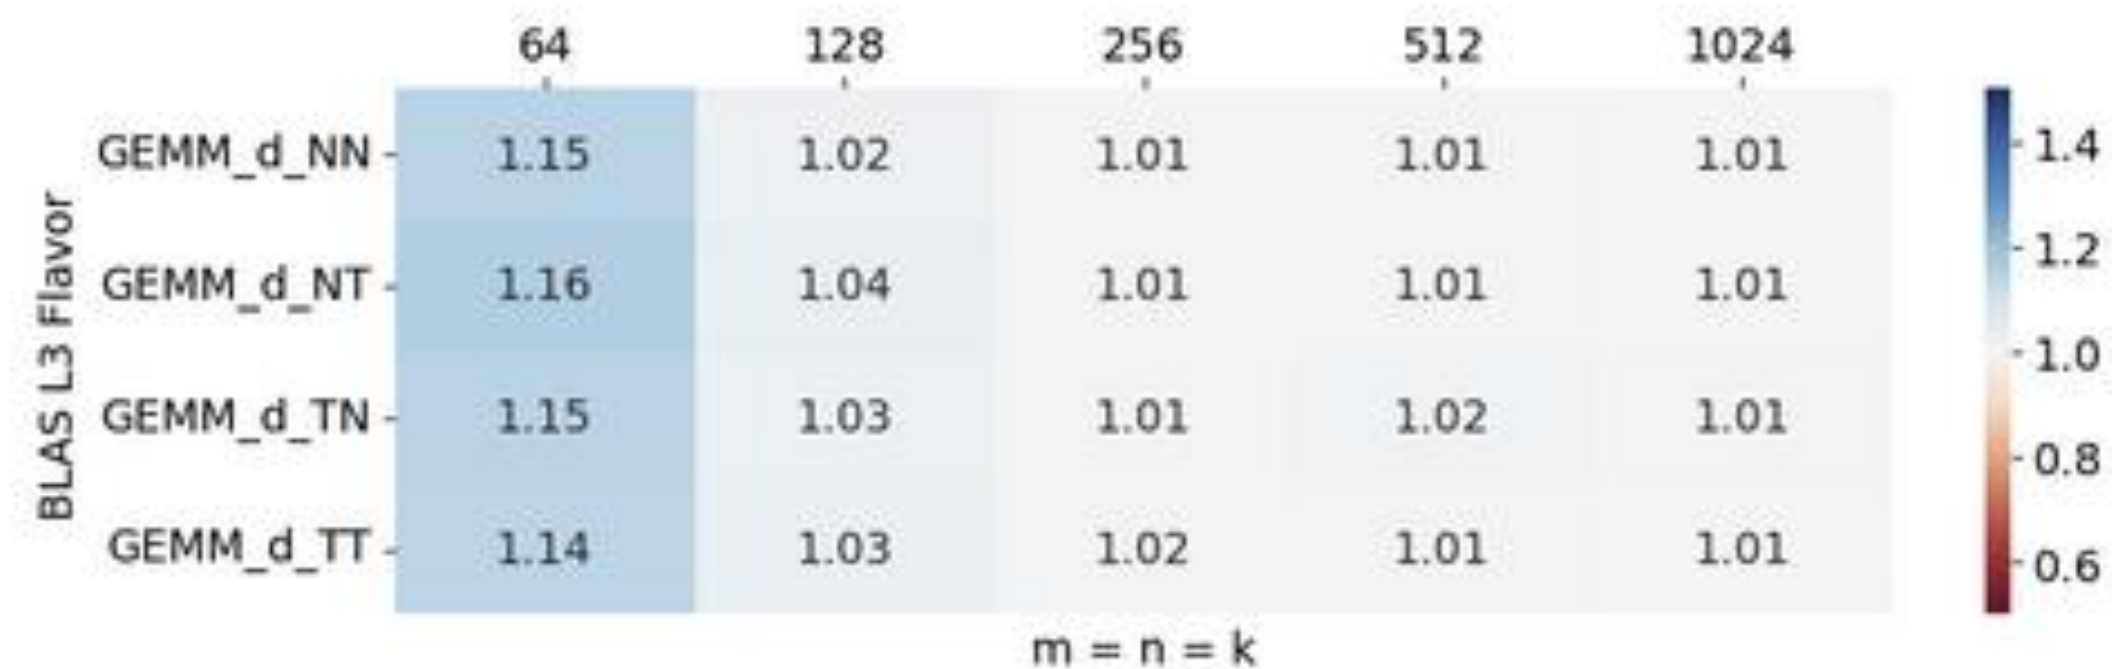 64 128 256 512 1024
GEMM_d_NN 1.15 1.02 1.01 1.01 1.01 1.4
GEMM_d_NT 1.16 1.04 1.01 1.01 1.01 1.2
1.0
GEMM_d_TN 1.15 1.03 1.01 1.02 1.01 0.8
GEMM_d_TT 1.14 1.03 1.02 1.01 1.01 0.6
BLAS L3 Flavor
m = n = k